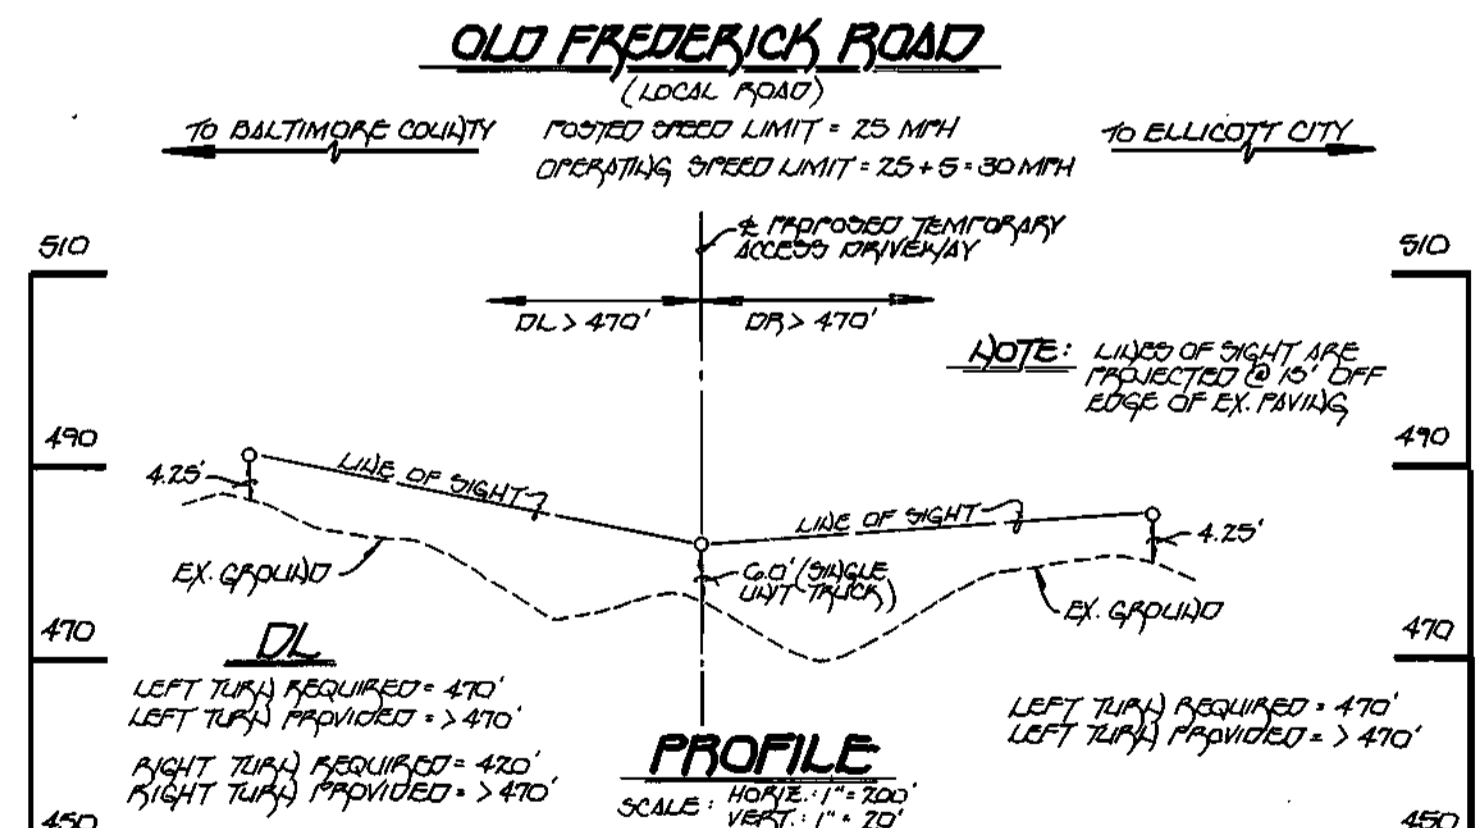 OLD FREDERICK ROAD
(LOCAL ROAD)
TO BALTIMORE COUNTY
POSTED SPEED LIMIT = 25 MPH
OPERATING SPEED LIMIT = 25 + 5 = 30 MPH
TO ELLICOTT CITY
℄ PROPOSED TEMPORARY
ACCESS DRIVEWAY
510
510
DL > 470'
DR > 470'
NOTE: LINES OF SIGHT ARE
PROJECTED @ 15' OFF
EDGE OF EX. PAVING
490
490
4.25'
LINE OF SIGHT
LINE OF SIGHT
4.25'
EX. GROUND
6.0' (SINGLE
UNIT TRUCK)
EX. GROUND
470
470
DL
LEFT TURN REQUIRED = 470'
LEFT TURN PROVIDED = > 470'
RIGHT TURN REQUIRED = 420'
RIGHT TURN PROVIDED = > 470'
LEFT TURN REQUIRED = 470'
LEFT TURN PROVIDED = > 470'
PROFILE
SCALE: HORIZ.: 1" = 200'
VERT.: 1" = 20'
450
450